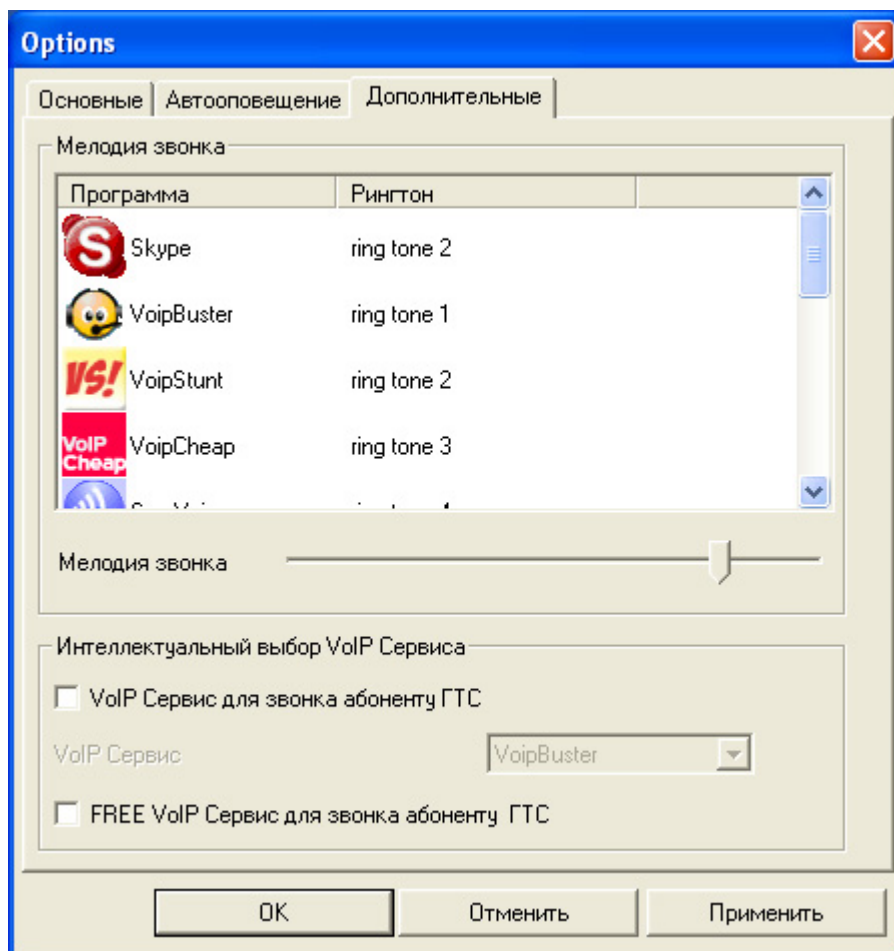 Options
Основные Автооповещение Дополнительные
Мелодия звонка
Программа Рингтон
S Skype ring tone 2
VoipBuster ring tone 1
VS! VoipStunt ring tone 2
VoIP Cheap VoipCheap ring tone 3
Мелодия звонка
Интеллектуальный выбор VoIP Сервиса
VoIP Сервис для звонка абоненту ГТС
VoIP Сервис VoipBuster
FREE VoIP Сервис для звонка абоненту ГТС
OK Отменить Применить